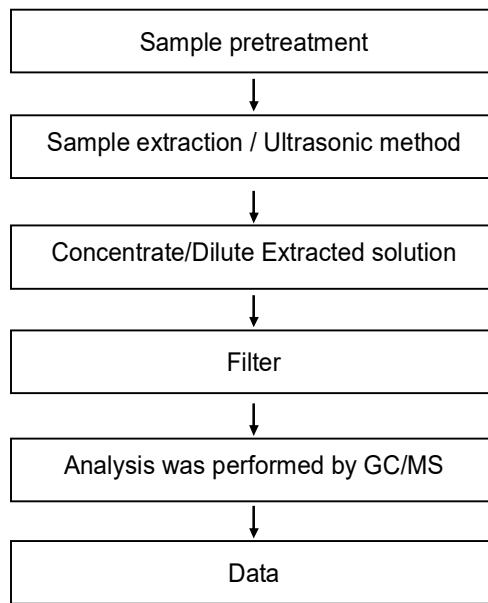 Sample pretreatment
Sample extraction / Ultrasonic method
Concentrate/Dilute Extracted solution
Filter
Analysis was performed by GC/MS
Data